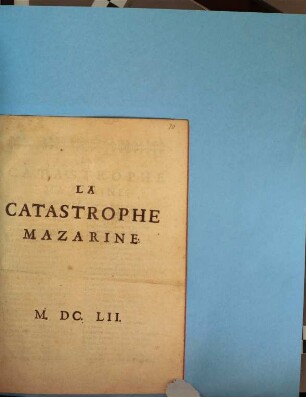 LA
CATASTROPHE
MAZARINE
M. DC. LII.